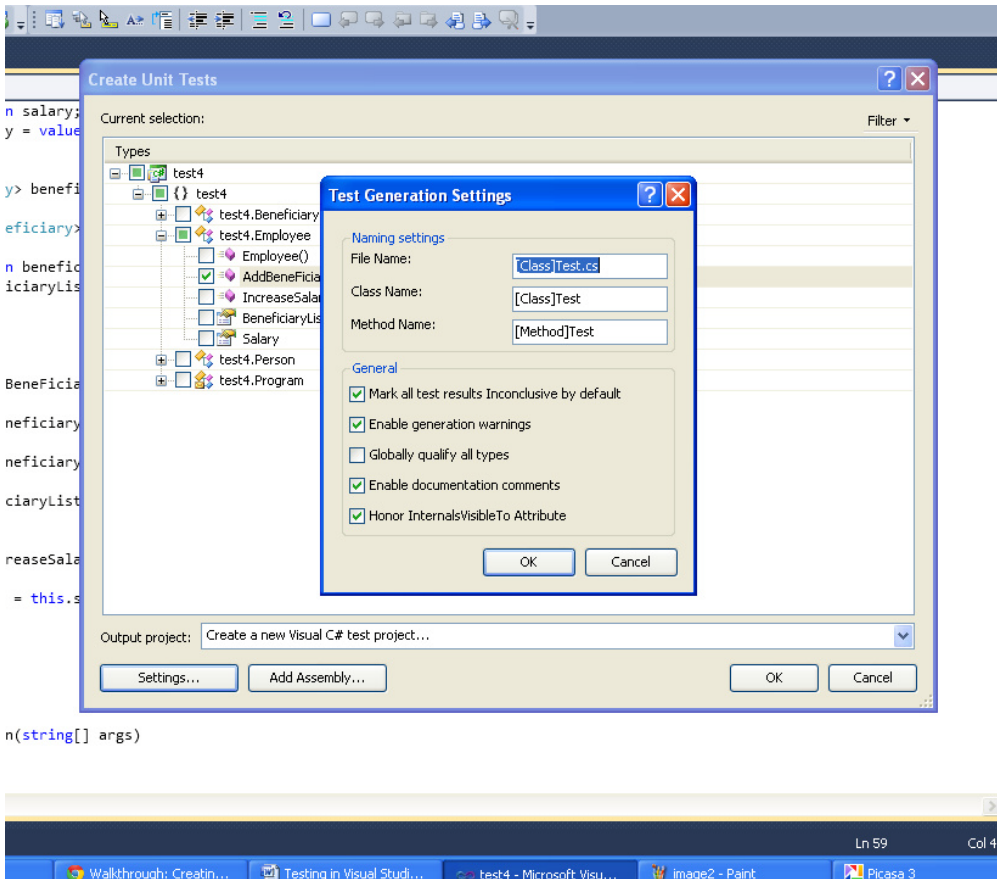 Create Unit Tests
n salary;
y = value
Current selection:
Filter
Types
test4
{ } test4
y> benefi
test4.Beneficiary
eficiary>
test4.Employee
Employee()
n benefic
AddBeneFicia
iciaryLis
IncreaseSalar
BeneficiaryLis
Salary
test4.Person
test4.Program
BeneFicia
neficiary
neficiary
ciaryList
reaseSala
= this.s
Test Generation Settings
Naming settings
File Name:
[Class]Test.cs
Class Name:
[Class]Test
Method Name:
[Method]Test
General
Mark all test results Inconclusive by default
Enable generation warnings
Globally qualify all types
Enable documentation comments
Honor InternalsVisibleTo Attribute
OK
Cancel
Output project:
Create a new Visual C# test project...
Settings...
Add Assembly...
OK
Cancel
n(string[] args)
Ln 59
Col 4
Walkthrough: Creatin...
Testing in Visual Studi...
test4 - Microsoft Visu...
image2 - Paint
Picasa 3